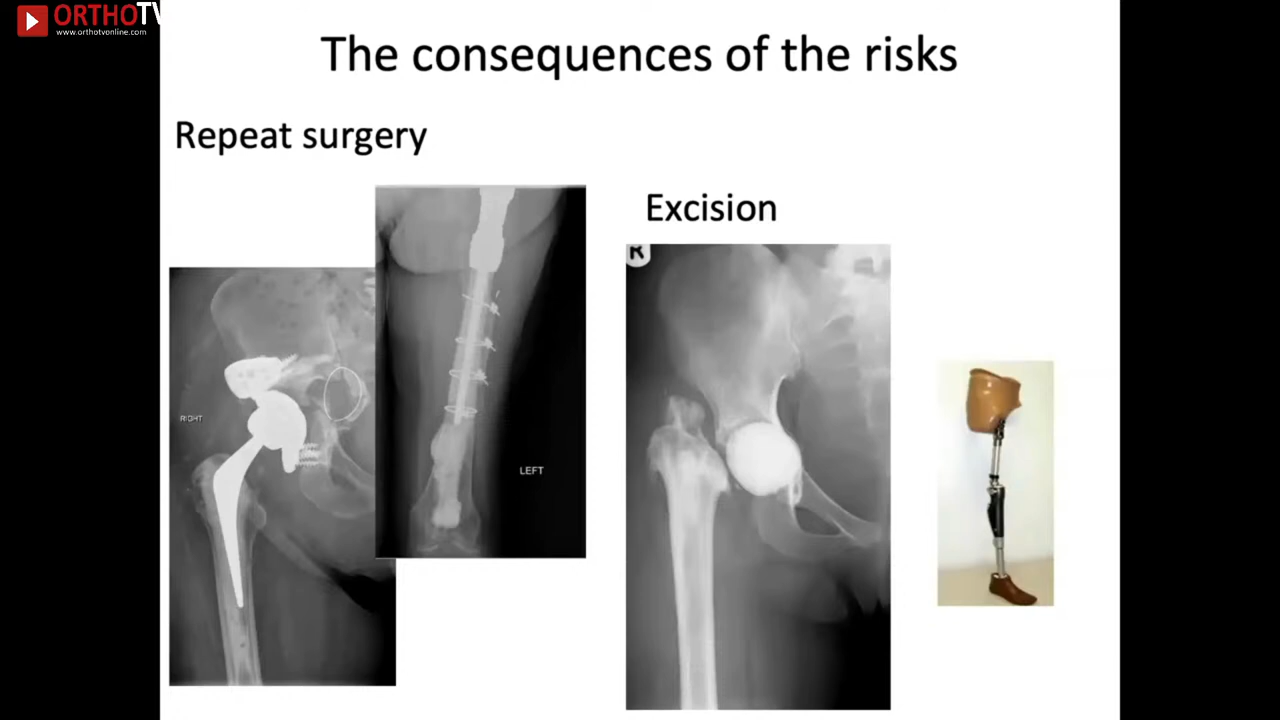 ORTHOTV
www.orthotvonline.com
The consequences of the risks
Repeat surgery
Excision
R
RIGHT
LEFT